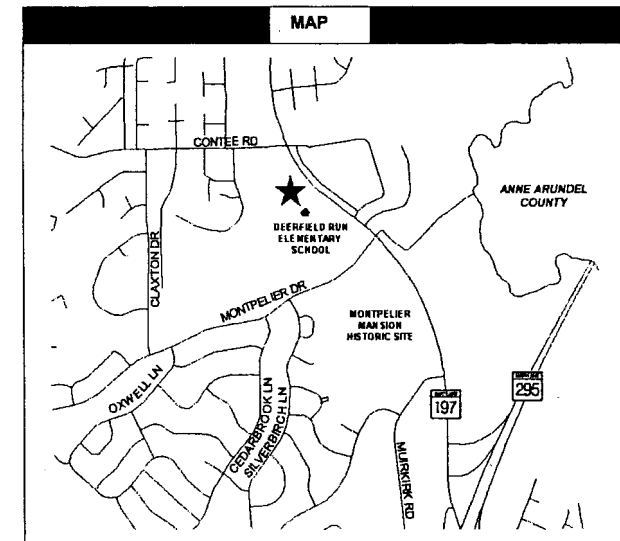 MAP
CONTEE RD
ANNE ARUNDEL
COUNTY
DEERFIELD RUN
ELEMENTARY
SCHOOL
CLAXTON DR
MONTPELIER DR
MONTPELIER
MANSION
HISTORIC SITE
OXWELL LN
CEDARBROOK LN
SILVERBIRCH LN
197
295
MUIRKIRK RD